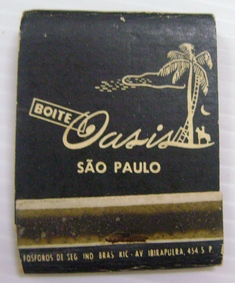 BOITE
Oasis
SÃO PAULO
FOSFOROS DE SEG. IND. BRAS. KIC - AV. IBIRAPUERA, 454 S. P.